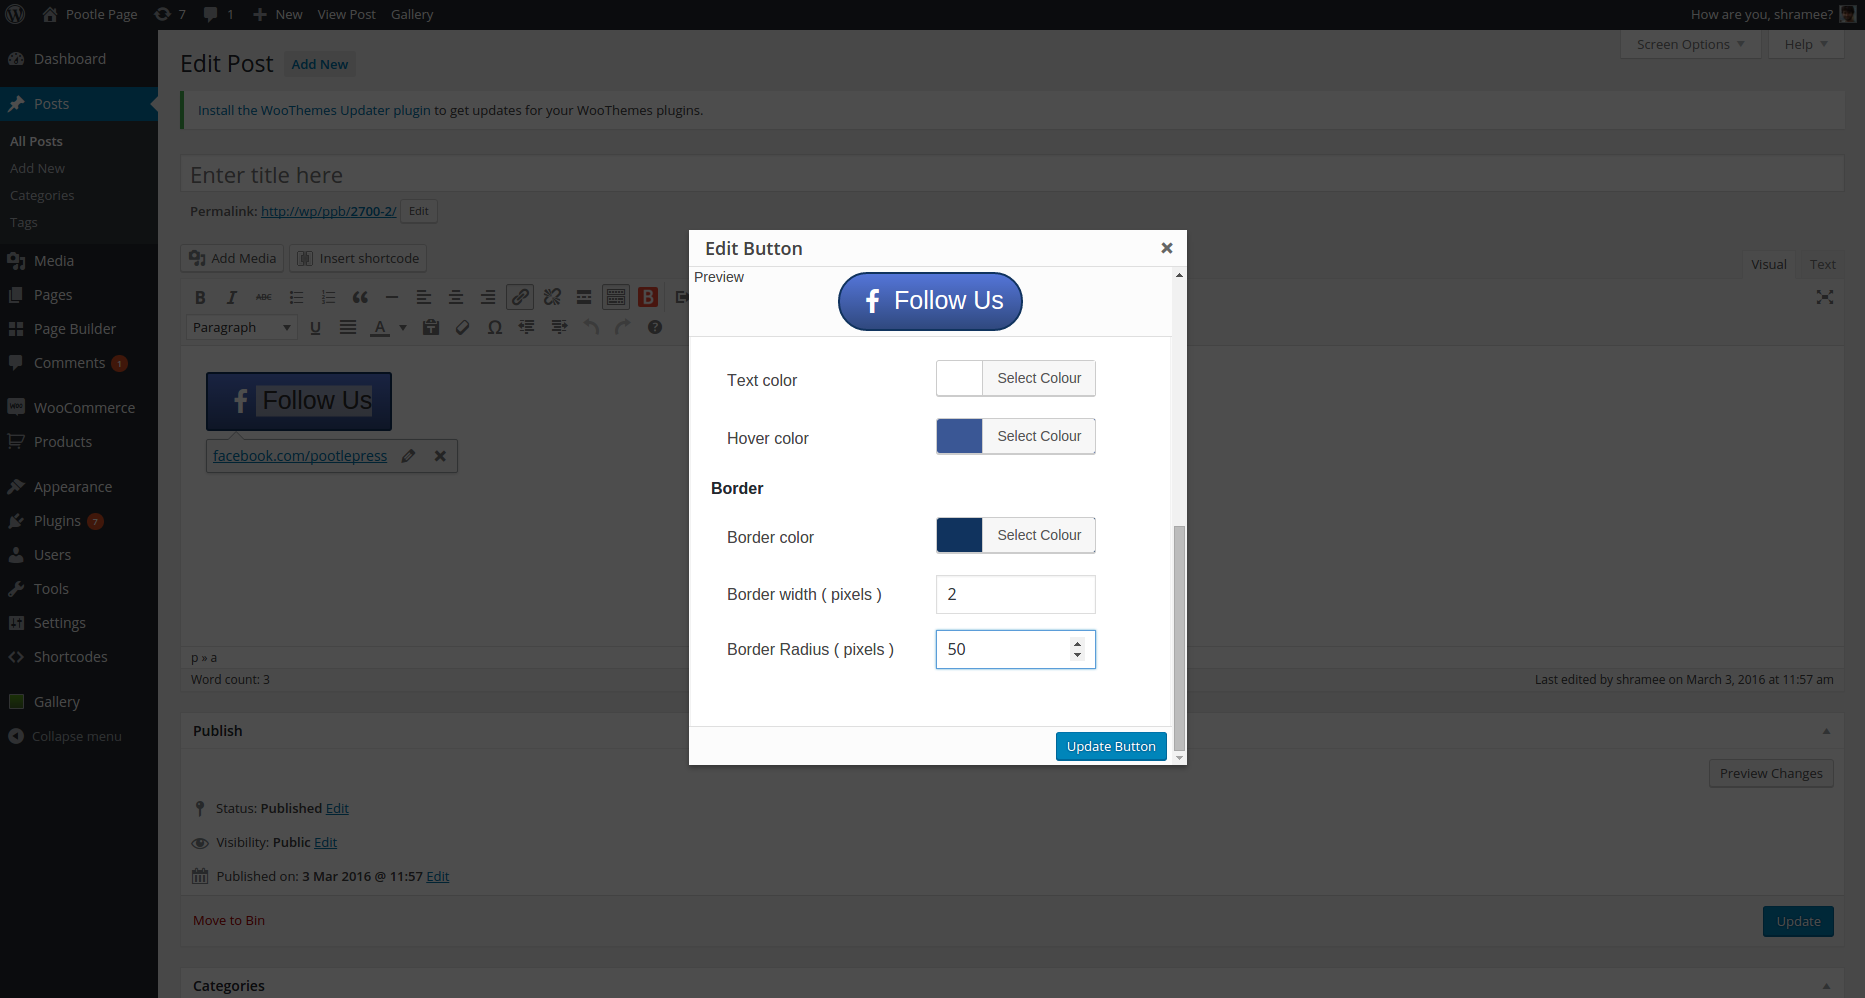 Pootle Page 7 1 New View Post Gallery How are you, shramee?
Dashboard
Posts
All Posts
Add New
Categories
Tags
Media
Pages
Page Builder
Comments 1
WooCommerce
Products
Appearance
Plugins 7
Users
Tools
Settings
Shortcodes
Gallery
Collapse menu
Screen Options Help
Edit Post Add New
Install the WooThemes Updater plugin to get updates for your WooThemes plugins.
Enter title here
Permalink: http://wp/ppb/2700-2/ Edit
Add Media Insert shortcode
Visual Text
B I ABC B
Paragraph U A Ω ?
f Follow Us
facebook.com/pootlepress
p » a
Word count: 3
Last edited by shramee on March 3, 2016 at 11:57 am
Edit Button
Preview
f Follow Us
Text color Select Colour
Hover color Select Colour
Border
Border color Select Colour
Border width ( pixels ) 2
Border Radius ( pixels ) 50
Update Button
Publish
Preview Changes
Status: Published Edit
Visibility: Public Edit
Published on: 3 Mar 2016 @ 11:57 Edit
Move to Bin
Update
Categories